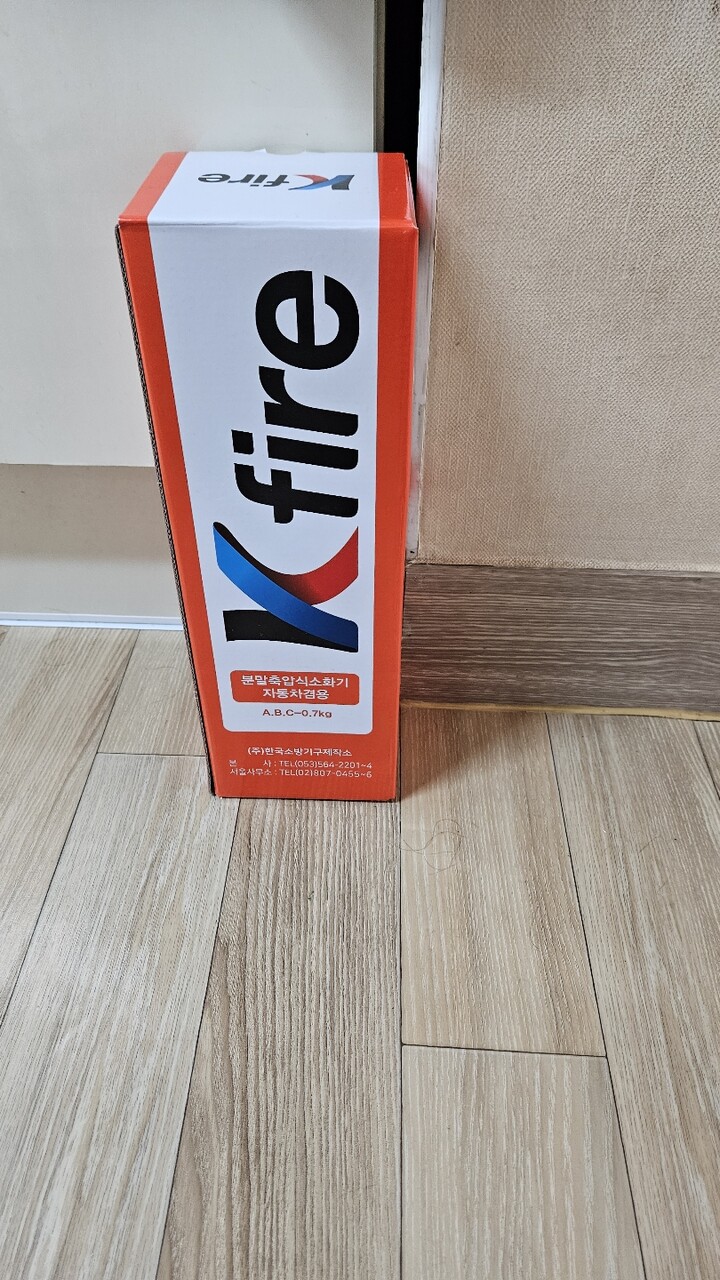 K fire
K fire
분말축압식소화기
자동차겸용
A.B.C-0.7kg
(주)한국소방기구제작소
본 사 : TEL(053)564-2201~4
서울사무소 : TEL(02)807-0455~6